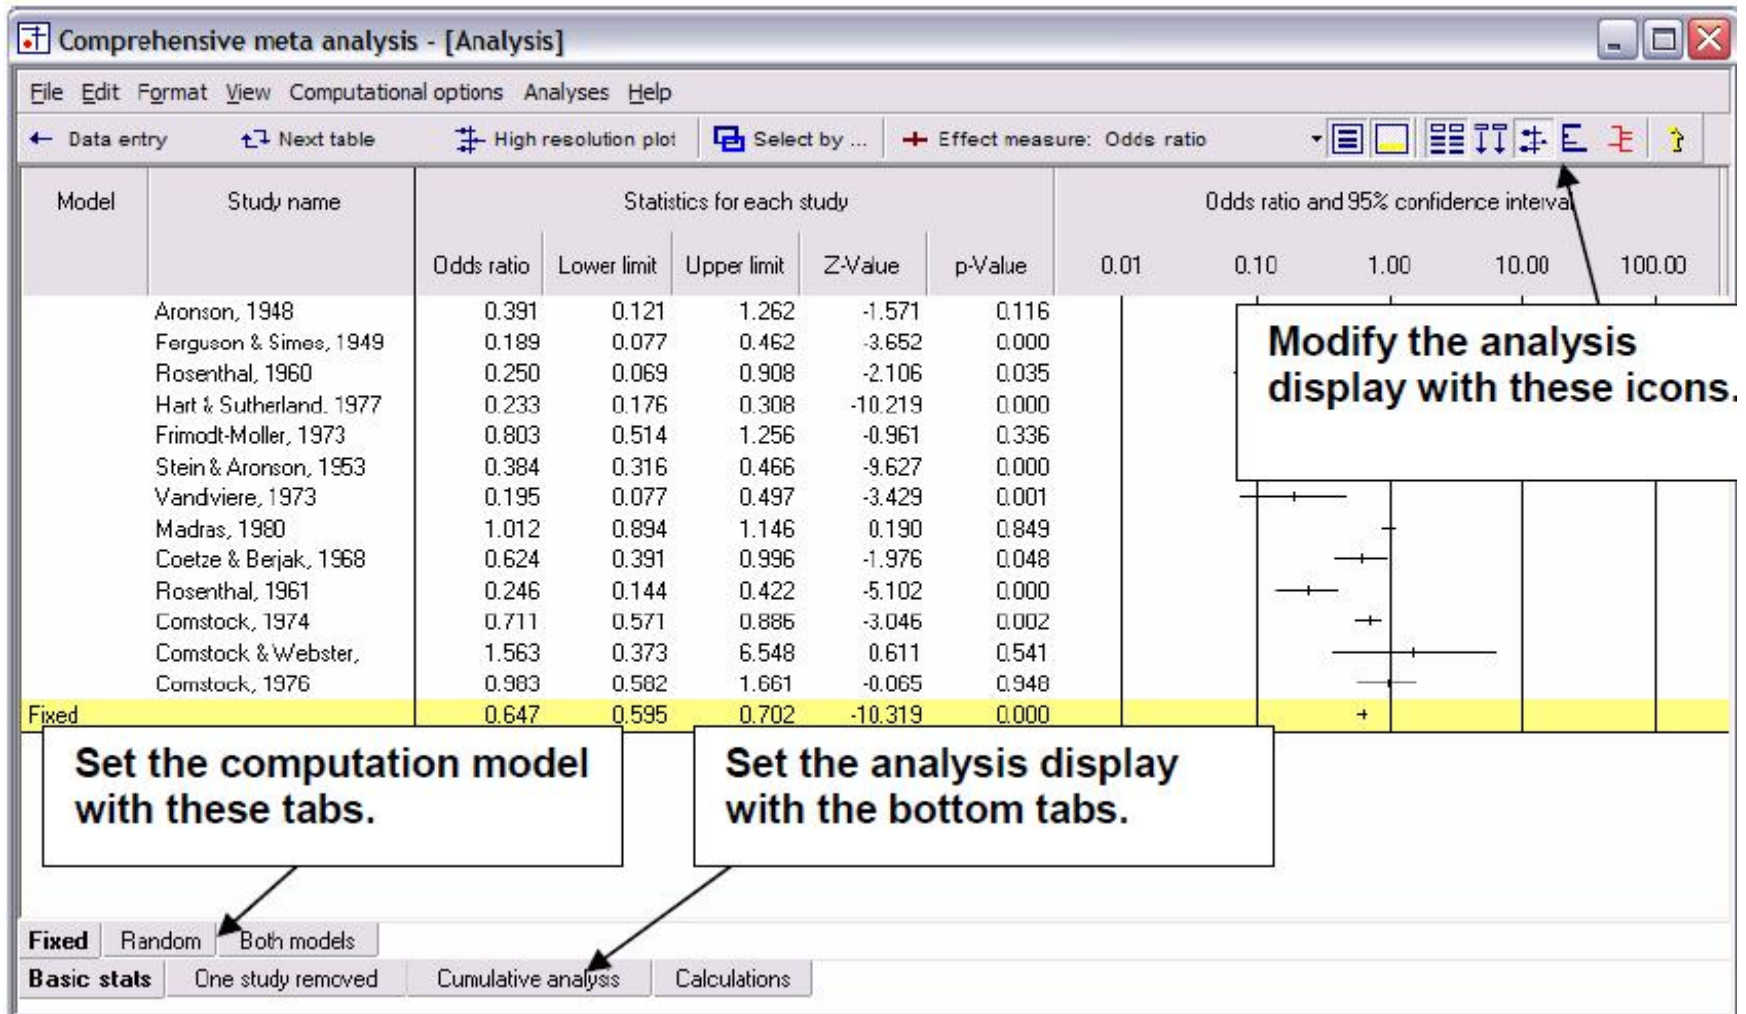 Comprehensive meta analysis - [Analysis]
File Edit Format View Computational options Analyses Help
Data entry Next table High resolution plot Select by ... Effect measure: Odds ratio
Model Study name Statistics for each study Odds ratio and 95% confidence interval
Odds ratio Lower limit Upper limit Z-Value p-Value 0.01 0.10 1.00 10.00 100.00
Aronson, 1948 0.391 0.121 1.262 -1.571 0.116
Ferguson & Simes, 1949 0.189 0.077 0.462 -3.652 0.000
Rosenthal, 1960 0.250 0.069 0.908 -2.106 0.035
Hart & Sutherland, 1977 0.233 0.176 0.308 -10.219 0.000
Frimodt-Moller, 1973 0.803 0.514 1.256 -0.961 0.336
Stein & Aronson, 1953 0.384 0.316 0.466 -9.627 0.000
Vandiviere, 1973 0.195 0.077 0.497 -3.429 0.001
Madras, 1980 1.012 0.894 1.146 0.190 0.849
Coetze & Berjak, 1968 0.624 0.391 0.996 -1.976 0.048
Rosenthal, 1961 0.246 0.144 0.422 -5.102 0.000
Comstock, 1974 0.711 0.571 0.886 -3.046 0.002
Comstock & Webster, 1.563 0.373 6.548 0.611 0.541
Comstock, 1976 0.983 0.582 1.661 -0.065 0.948
Fixed 0.647 0.595 0.702 -10.319 0.000
Modify the analysis
display with these icons.
Set the computation model
with these tabs.
Set the analysis display
with the bottom tabs.
Fixed Random Both models
Basic stats One study removed Cumulative analysis Calculations